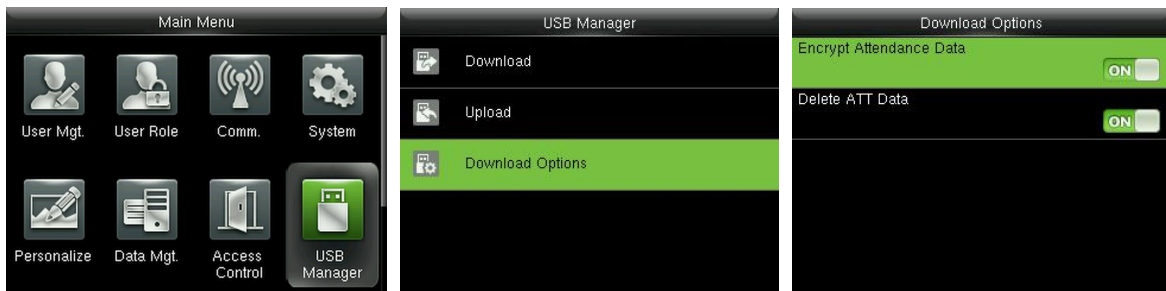 Main Menu
User Mgt.
User Role
Comm.
System
Personalize
Data Mgt.
Access
Control
USB
Manager
USB Manager
Download
Upload
Download Options
Download Options
Encrypt Attendance Data
ON
Delete ATT Data
ON